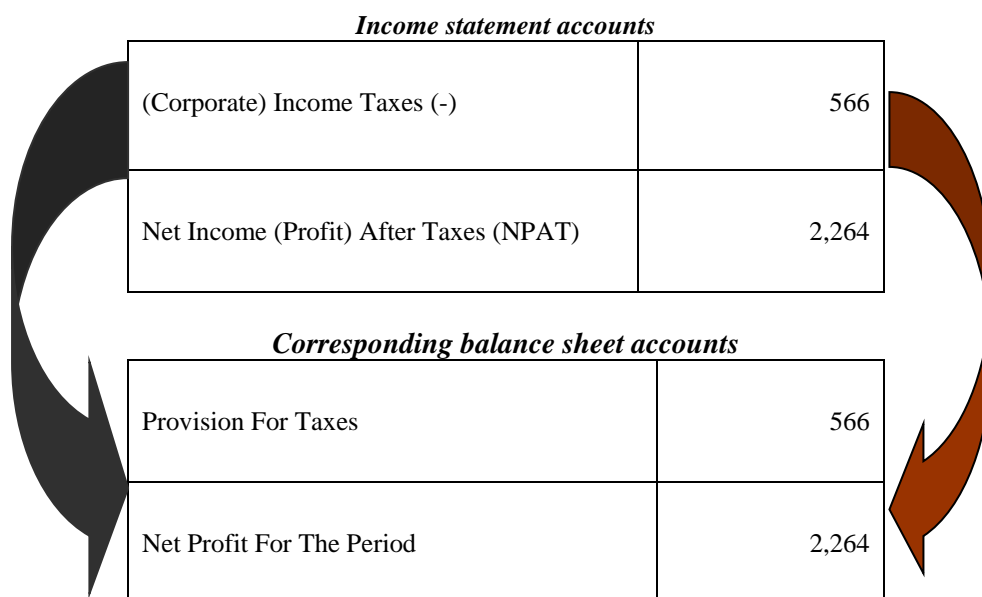 Income statement accounts
(Corporate) Income Taxes (-) 566
Net Income (Profit) After Taxes (NPAT) 2,264
Corresponding balance sheet accounts
Provision For Taxes 566
Net Profit For The Period 2,264